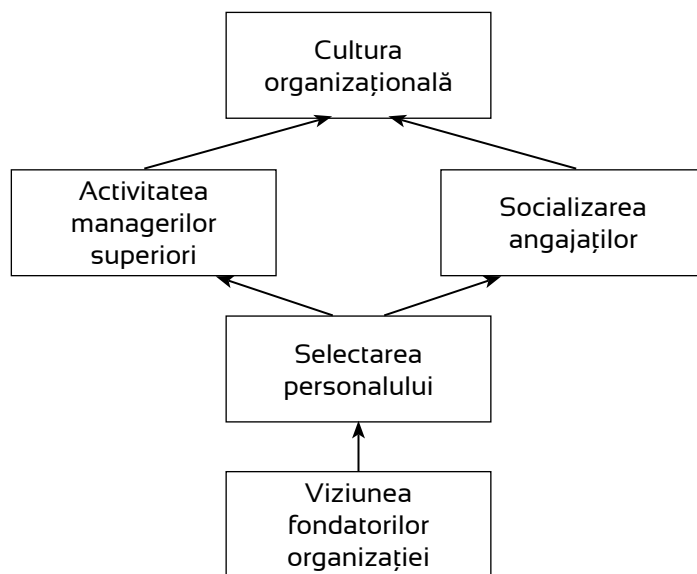 Cultura
organizațională
Activitatea
managerilor
superiori
Socializarea
angajaților
Selectarea
personalului
Viziunea
fondatorilor
organizației